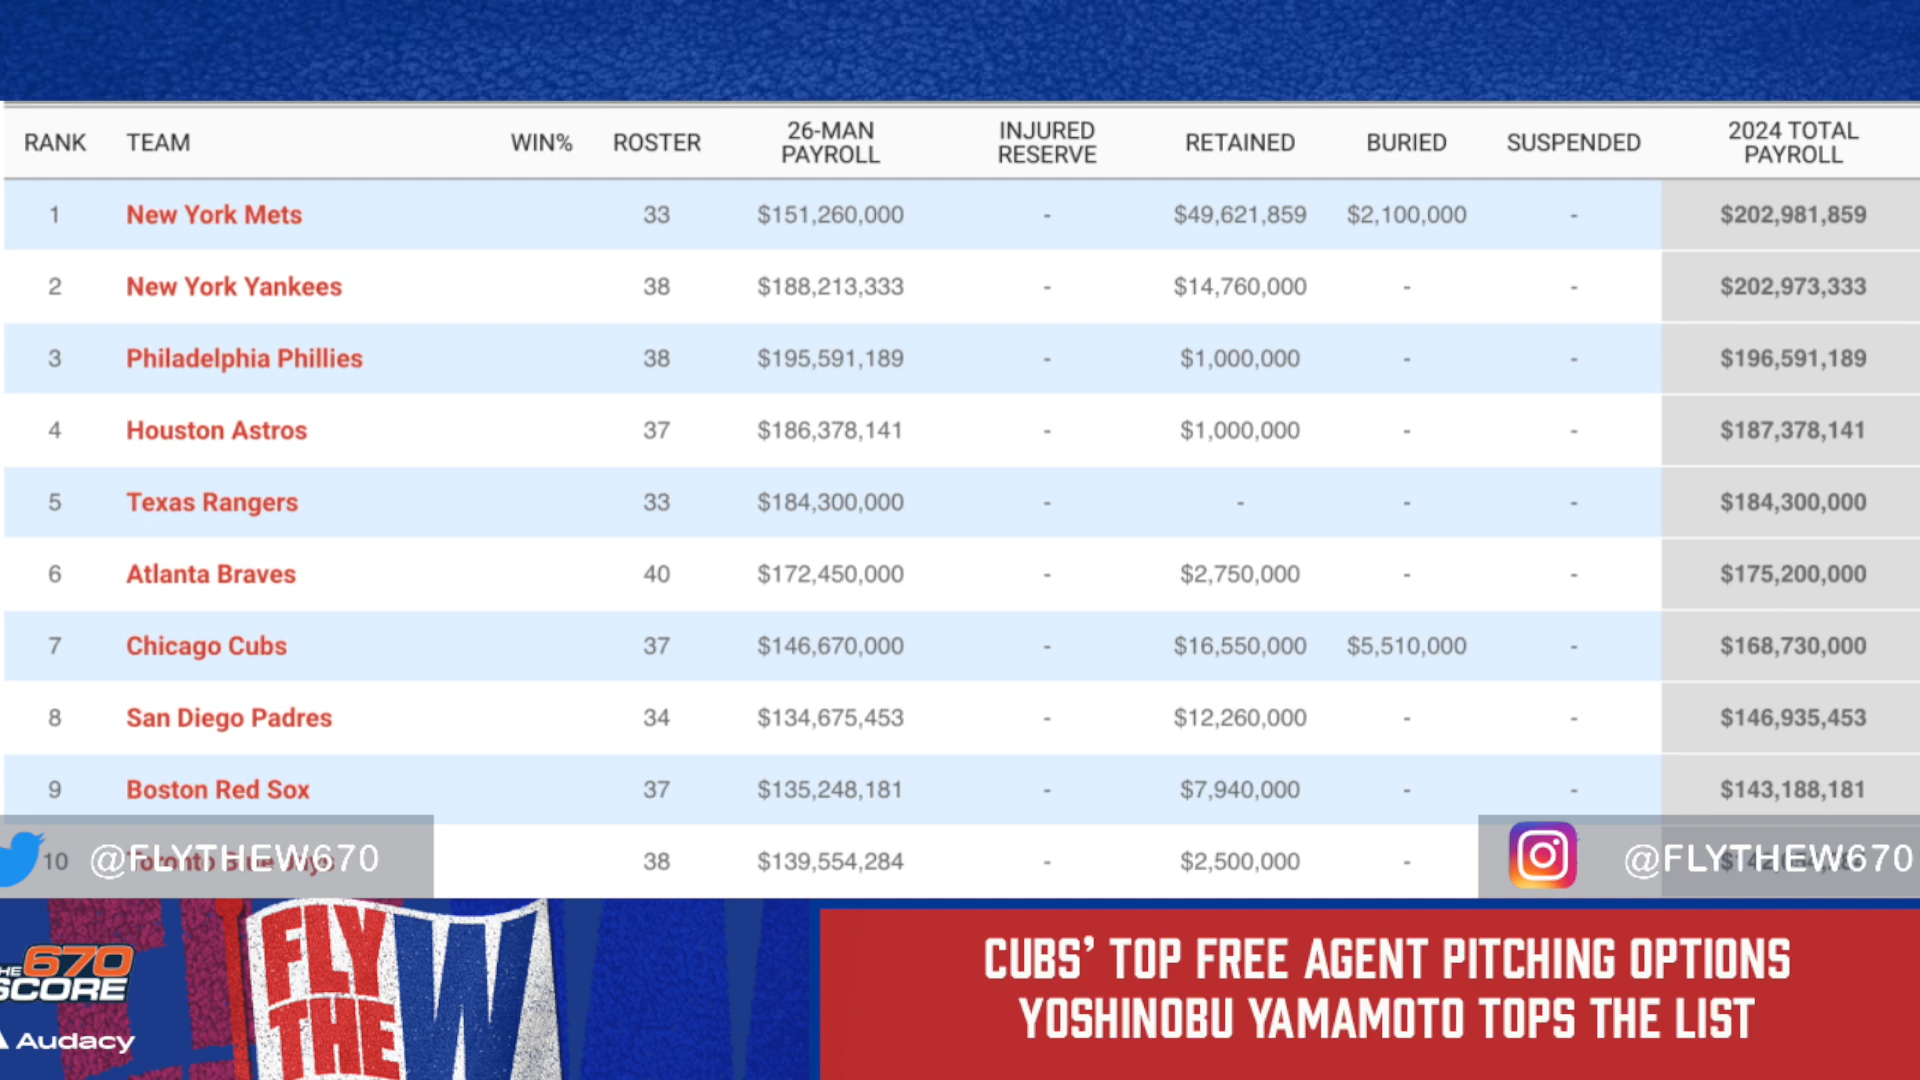 RANK TEAM WIN% ROSTER 26-MAN PAYROLL INJURED RESERVE RETAINED BURIED SUSPENDED 2024 TOTAL PAYROLL
1 New York Mets 33 $151,260,000 - $49,621,859 $2,100,000 - $202,981,859
2 New York Yankees 38 $188,213,333 - $14,760,000 - - $202,973,333
3 Philadelphia Phillies 38 $195,591,189 - $1,000,000 - - $196,591,189
4 Houston Astros 37 $186,378,141 - $1,000,000 - - $187,378,141
5 Texas Rangers 33 $184,300,000 - - - - $184,300,000
6 Atlanta Braves 40 $172,450,000 - $2,750,000 - - $175,200,000
7 Chicago Cubs 37 $146,670,000 - $16,550,000 $5,510,000 - $168,730,000
8 San Diego Padres 34 $134,675,453 - $12,260,000 - - $146,935,453
9 Boston Red Sox 37 $135,248,181 - $7,940,000 - - $143,188,181
10 38 $139,554,284 - $2,500,000 -
@FLYTHEW670
@FLYTHEW670
670
SCORE
Audacy
FLY
THE W
CUBS’ TOP FREE AGENT PITCHING OPTIONS
YOSHINOBU YAMAMOTO TOPS THE LIST